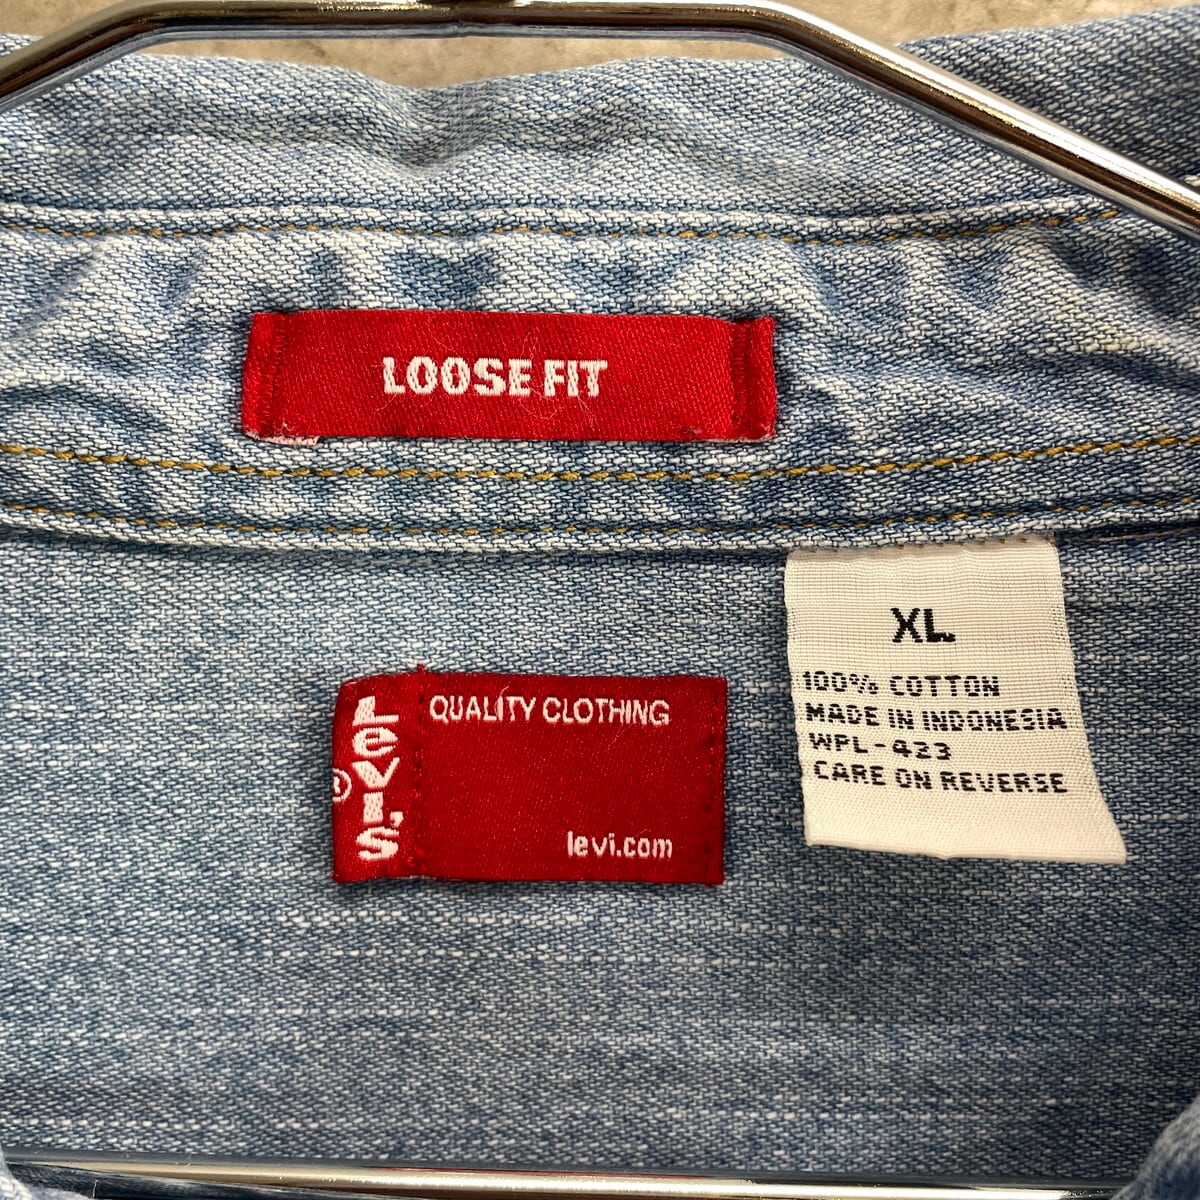 LOOSE FIT
Levi's
®
QUALITY CLOTHING
levi.com
XL
100% COTTON
MADE IN INDONESIA
WPL-423
CARE ON REVERSE